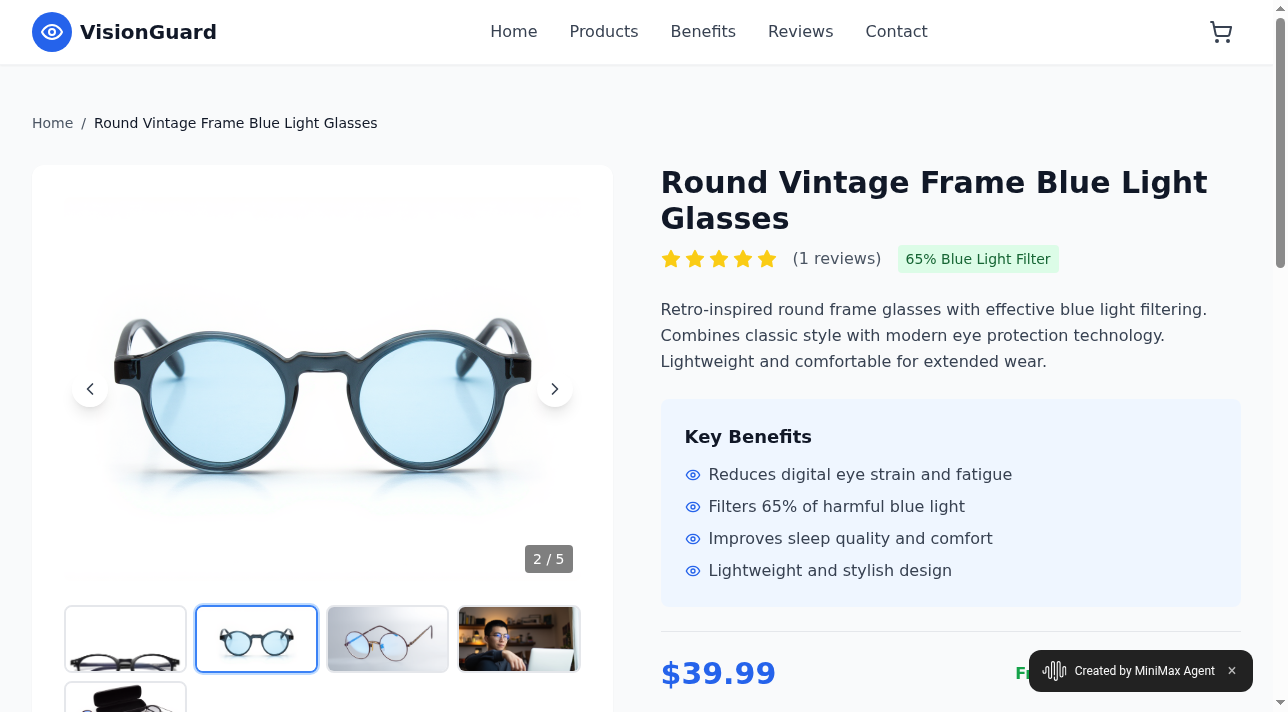 VisionGuard
Home
Products
Benefits
Reviews
Contact
Home / Round Vintage Frame Blue Light Glasses
2 / 5
Round Vintage Frame Blue Light
Glasses
(1 reviews)
65% Blue Light Filter
Retro-inspired round frame glasses with effective blue light filtering.
Combines classic style with modern eye protection technology.
Lightweight and comfortable for extended wear.
Key Benefits
Reduces digital eye strain and fatigue
Filters 65% of harmful blue light
Improves sleep quality and comfort
Lightweight and stylish design
$39.99
Created by MiniMax Agent ×